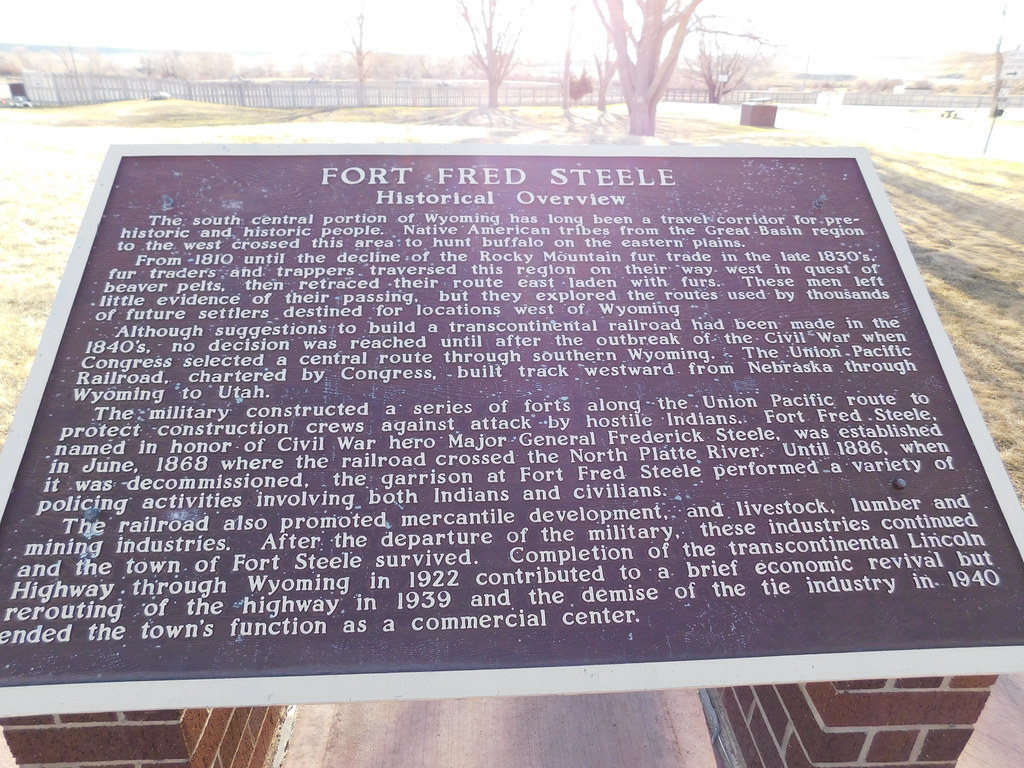 FORT FRED STEELE
Historical Overview
The south central portion of Wyoming has long been a travel corridor for pre-
historic and historic people. Native American tribes from the Great Basin region
to the west crossed this area to hunt buffalo on the eastern plains.
From 1810 until the decline of the Rocky Mountain fur trade in the late 1830's,
fur traders and trappers traversed this region on their way west in quest of
beaver pelts, then retraced their route east laden with furs. These men left
little evidence of their passing, but they explored the routes used by thousands
of future settlers destined for locations west of Wyoming
Although suggestions to build a transcontinental railroad had been made in the
1840's, no decision was reached until after the outbreak of the Civil War when
Congress selected a central route through southern Wyoming. The Union Pacific
Railroad, chartered by Congress, built track westward from Nebraska through
Wyoming to Utah.
The military constructed a series of forts along the Union Pacific route to
protect construction crews against attack by hostile Indians. Fort Fred Steele,
named in honor of Civil War hero Major General Frederick Steele, was established
in June, 1868 where the railroad crossed the North Platte River. Until 1886, when
it was decommissioned, the garrison at Fort Fred Steele performed a variety of
policing activities involving both Indians and civilians.
The railroad also promoted mercantile development, and livestock, lumber and
mining industries. After the departure of the military, these industries continued
and the town of Fort Steele survived. Completion of the transcontinental Lincoln
Highway through Wyoming in 1922 contributed to a brief economic revival but
rerouting of the highway in 1939 and the demise of the tie industry in 1940
ended the town's function as a commercial center.